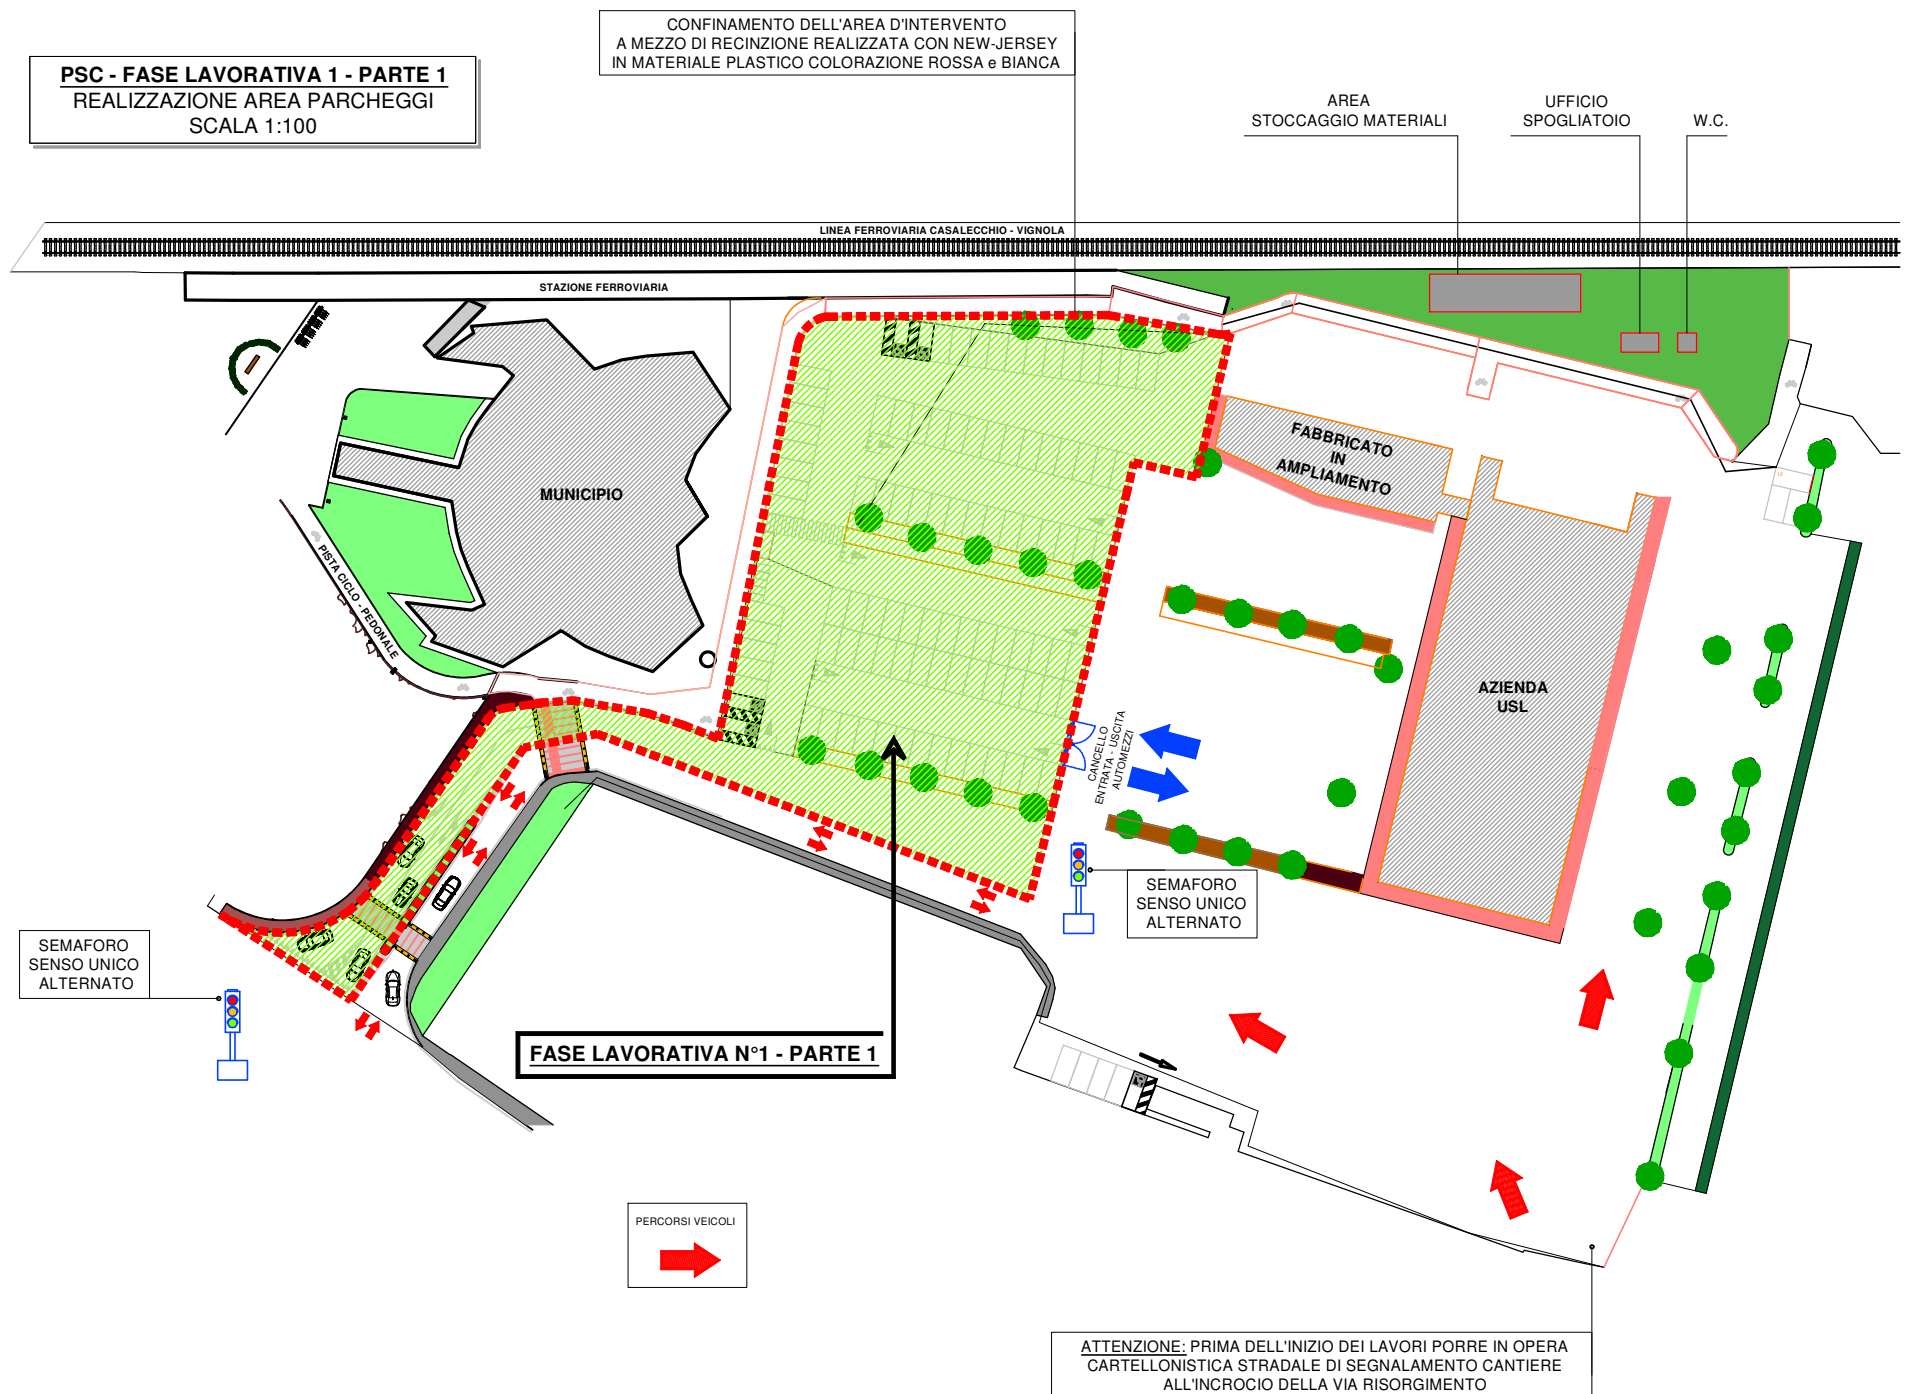 CONFINAMENTO DELL'AREA D'INTERVENTO
A MEZZO DI RECINZIONE REALIZZATA CON NEW-JERSEY
IN MATERIALE PLASTICO COLORAZIONE ROSSA e BIANCA
PSC - FASE LAVORATIVA 1 - PARTE 1
REALIZZAZIONE AREA PARCHEGGI
SCALA 1:100
AREA
STOCCAGGIO MATERIALI
UFFICIO
SPOGLIATOIO
W.C.
LINEA FERROVIARIA CASALECCHIO - VIGNOLA
STAZIONE FERROVIARIA
MUNICIPIO
FABBRICATO
IN
AMPLIAMENTO
PISTA CICLO - PEDONALE
AZIENDA
USL
CANCELLO
ENTRATA - USCITA
AUTOMEZZI
SEMAFORO
SENSO UNICO
ALTERNATO
SEMAFORO
SENSO UNICO
ALTERNATO
FASE LAVORATIVA N°1 - PARTE 1
PERCORSI VEICOLI
ATTENZIONE: PRIMA DELL'INIZIO DEI LAVORI PORRE IN OPERA
CARTELLONISTICA STRADALE DI SEGNALAMENTO CANTIERE
ALL'INCROCIO DELLA VIA RISORGIMENTO